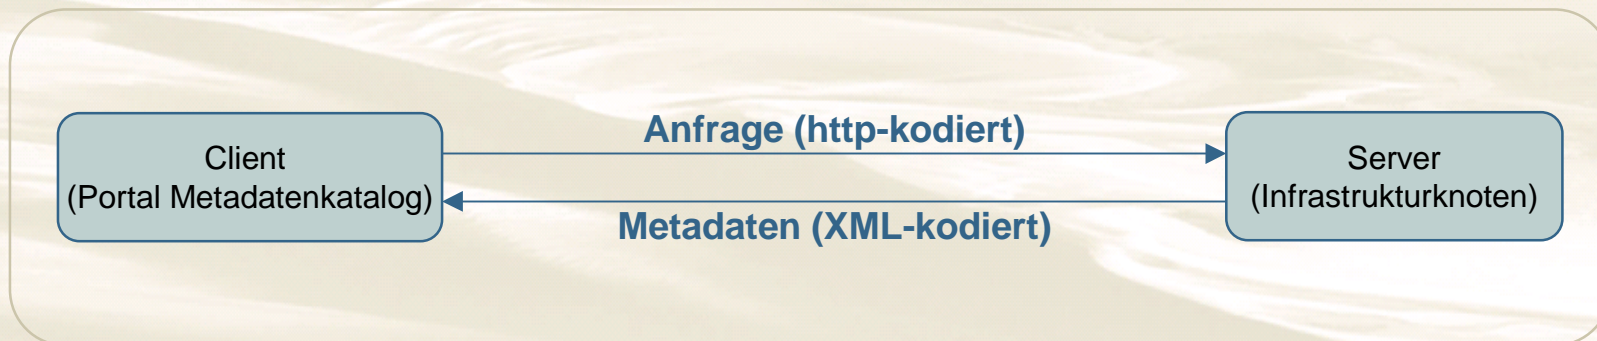 Anfrage (http-kodiert)
Client
(Portal Metadatenkatalog)
Server
(Infrastrukturknoten)
Metadaten (XML-kodiert)